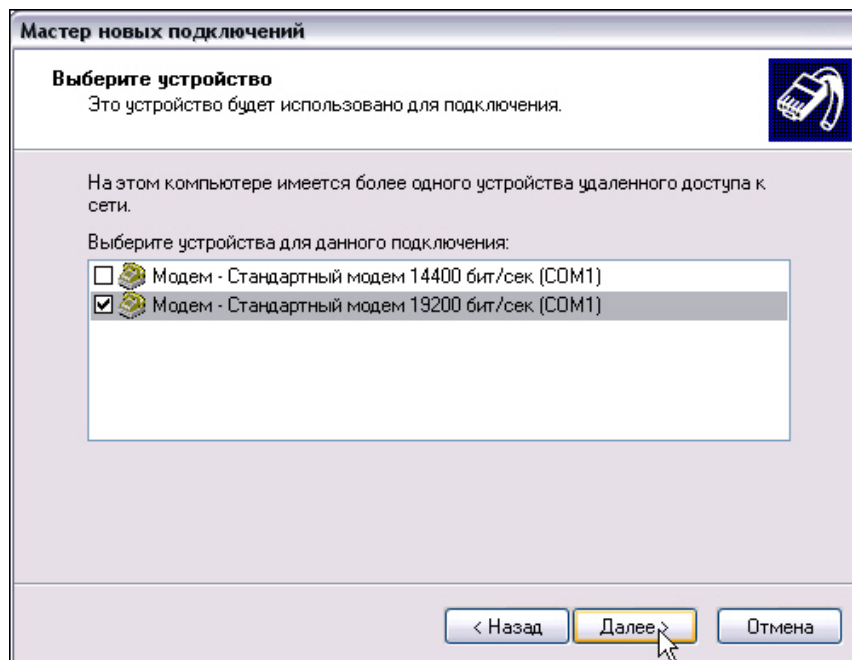 Мастер новых подключений
Выберите устройство
Это устройство будет использовано для подключения.
На этом компьютере имеется более одного устройства удаленного доступа к
сети.
Выберите устройства для данного подключения:
Модем - Стандартный модем 14400 бит/сек (COM1)
Модем - Стандартный модем 19200 бит/сек (COM1)
< Назад
Далее >
Отмена